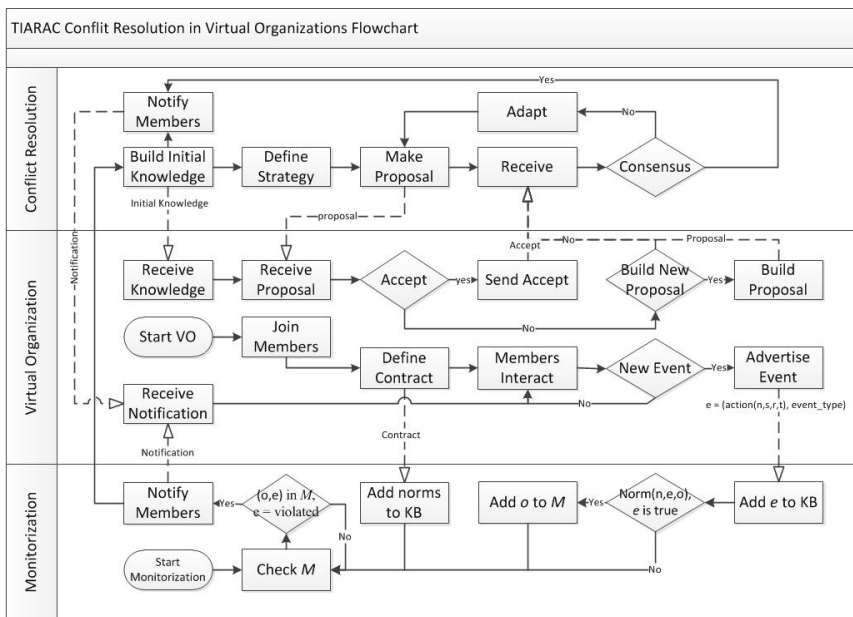 TIARAC Conflit Resolution in Virtual Organizations Flowchart
Conflict Resolution
Yes
Notify
Members
Adapt
No
Build Initial
Knowledge
Define
Strategy
Make
Proposal
Receive
Consensus
Initial Knowledge
proposal
Notification
Virtual Organization
Accept
No
Proposal
Receive
Knowledge
Receive
Proposal
Accept
yes
Send Accept
Build New
Proposal
Yes
Build
Proposal
No
Start VO
Join
Members
Define
Contract
Members
Interact
New Event
Yes
Advertise
Event
Receive
Notification
No
e = (action(n,s,r,t), event_type)
Contract
Notification
Monitorization
Notify
Members
Yes
(o,e) in M,
e = violated
No
Add norms
to KB
Add o to M
Yes
Norm(n,e,o),
e is true
Add e to KB
No
Start
Monitorization
Check M